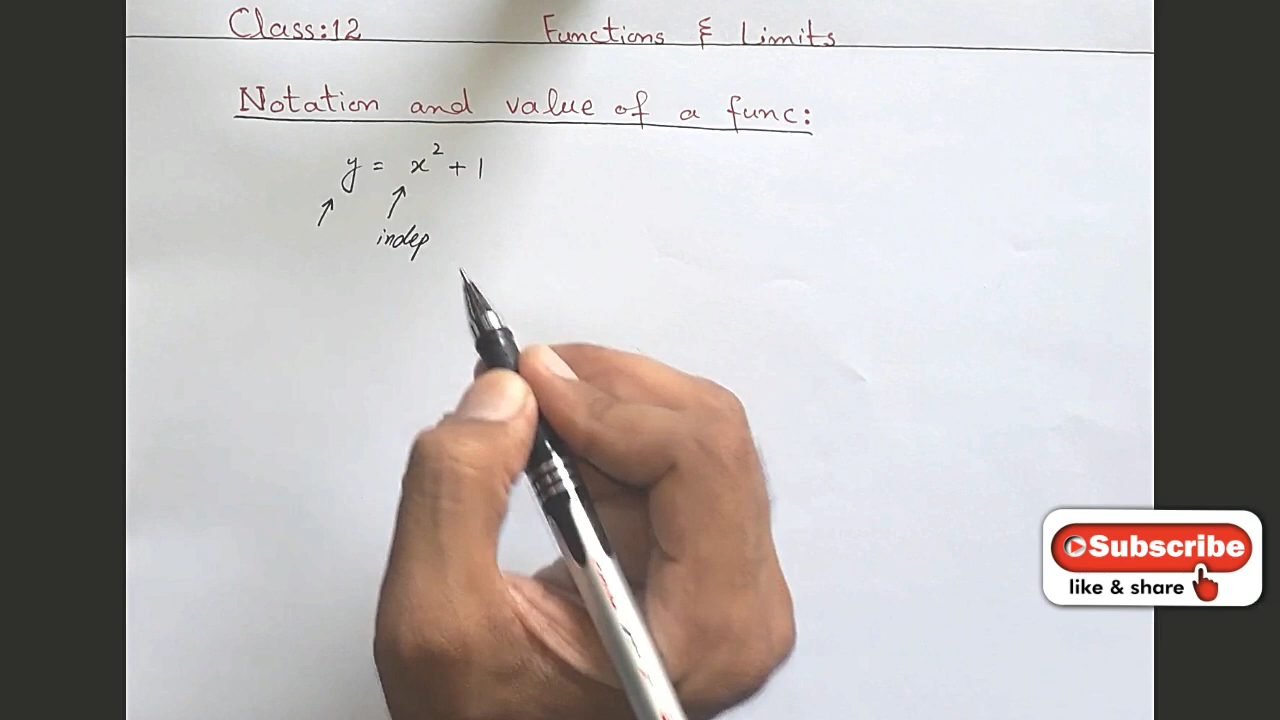 Class:12 Functions & Limits
Notation and value of a func:
y = x² + 1
indep
Subscribe
like & share